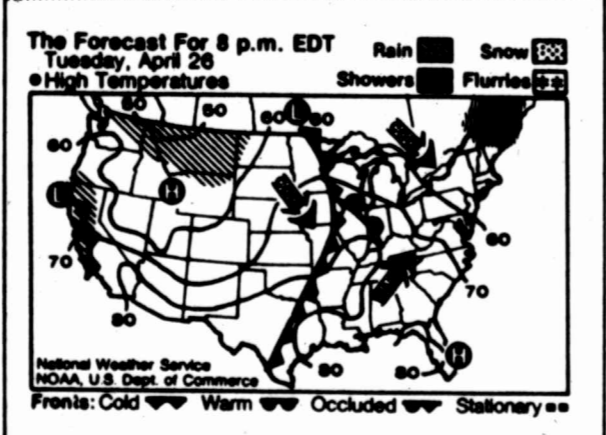 The Forecast For 8 p.m. EDT
Tuesday, April 26
High Temperatures
Rain
Snow
Showers
Flurries
60
60
60
60
60
L
H
70
60
70
80
H
80
80
National Weather Service
NOAA, U.S. Dept. of Commerce
Fronts: Cold
Warm
Occluded
Stationary